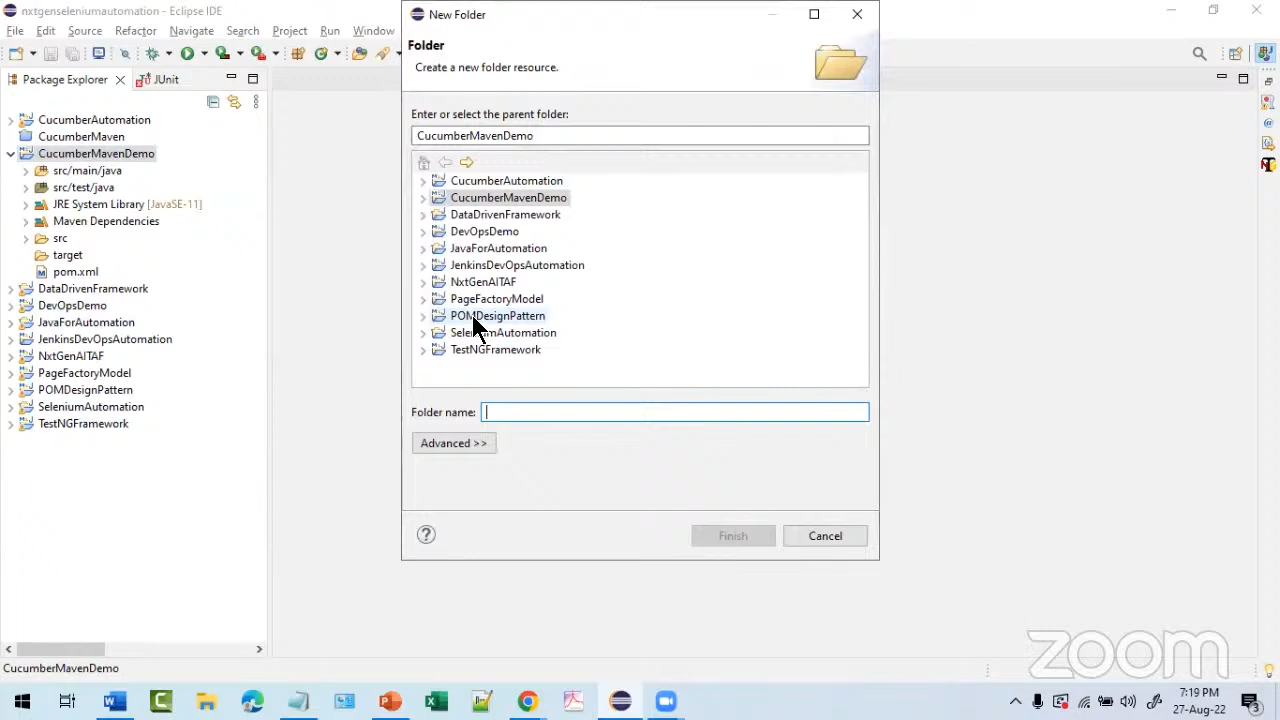 nxtgenseleniumautomation - Eclipse IDE
File Edit Source Refactor Navigate Search Project Run Window
Package Explorer JUnit
CucumberAutomation
CucumberMaven
CucumberMavenDemo
src/main/java
src/test/java
JRE System Library [JavaSE-11]
Maven Dependencies
src
target
pom.xml
DataDrivenFramework
DevOpsDemo
JavaForAutomation
JenkinsDevOpsAutomation
NxtGenAITAF
PageFactoryModel
POMDesignPattern
SeleniumAutomation
TestNGFramework
New Folder
Folder
Create a new folder resource.
Enter or select the parent folder:
CucumberMavenDemo
CucumberAutomation
CucumberMavenDemo
DataDrivenFramework
DevOpsDemo
JavaForAutomation
JenkinsDevOpsAutomation
NxtGenAITAF
PageFactoryModel
POMDesignPattern
SeleniumAutomation
TestNGFramework
Folder name:
Advanced >>
Finish Cancel
zoom
CucumberMavenDemo
7:19 PM
27-Aug-22
3